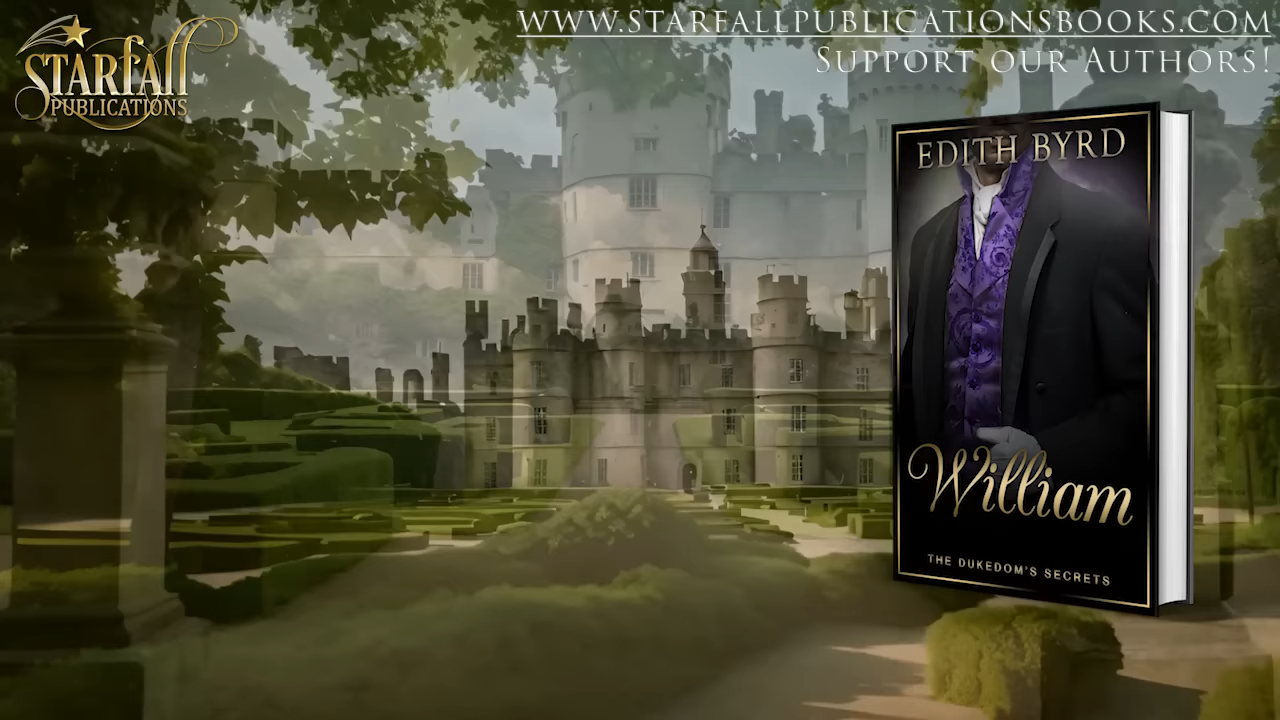 STARfall
PUBLICATIONS
WWW.STARFALLPUBLICATIONSBOOKS.COM
SUPPORT OUR AUTHORS!
EDITH BYRD
William
THE DUKEDOM'S SECRETS